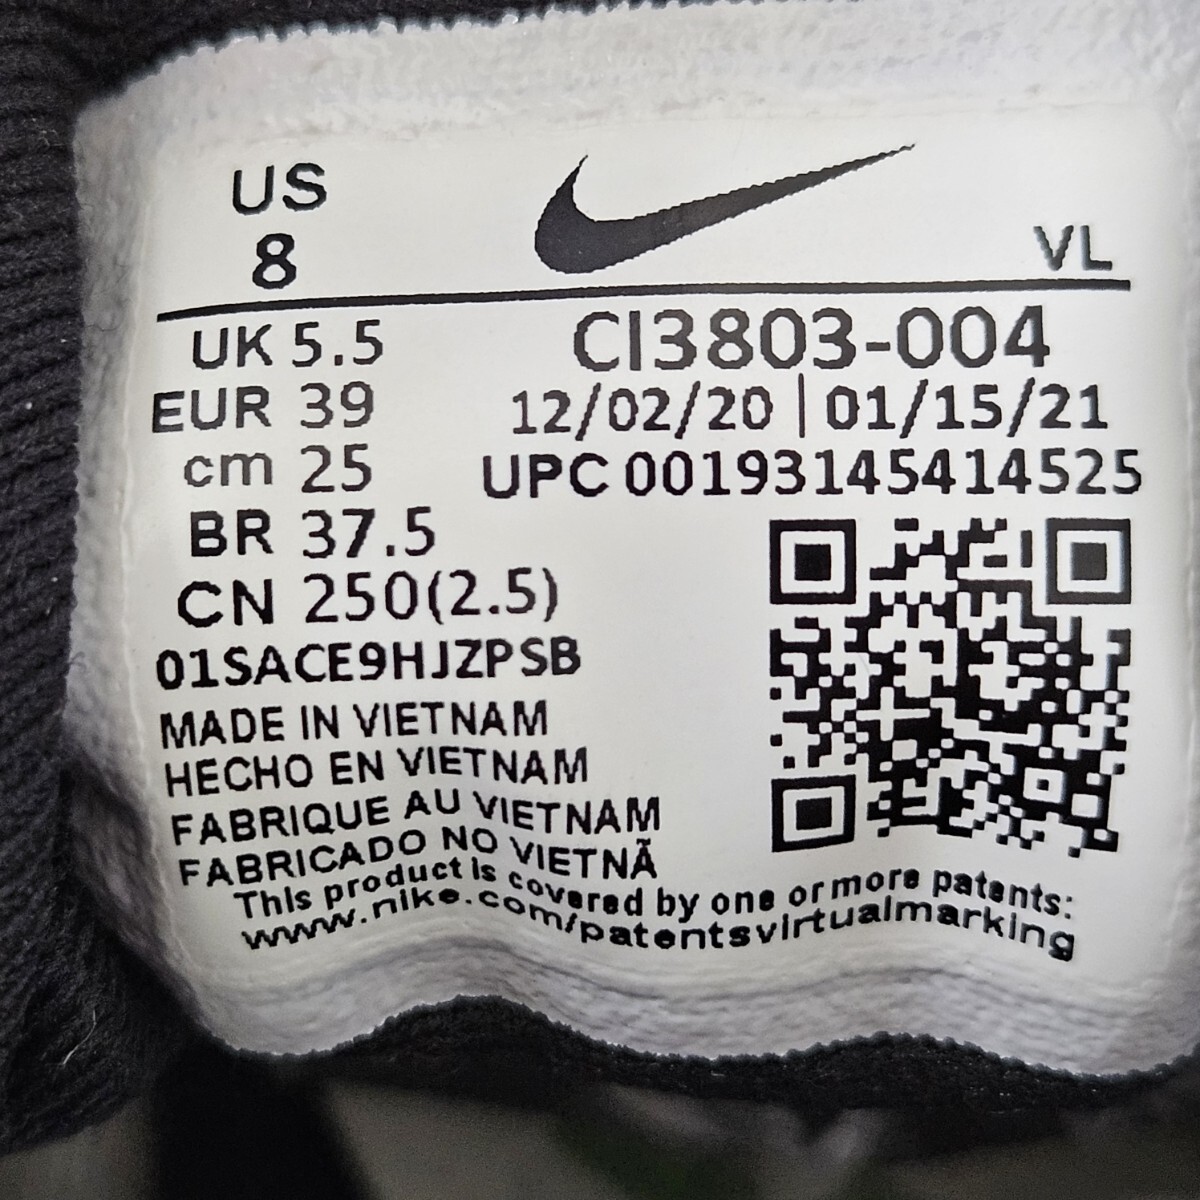 US
8
VL
UK 5.5
EUR 39
cm 25
BR 37.5
CN 250(2.5)
CI3803-004
12/02/20 | 01/15/21
UPC 00193145414525
01SACE9HJZPSB
MADE IN VIETNAM
HECHO EN VIETNAM
FABRIQUE AU VIETNAM
FABRICADO NO VIETNÃ
This product is covered by one or more patents:
www.nike.com/patentsvirtualmarking